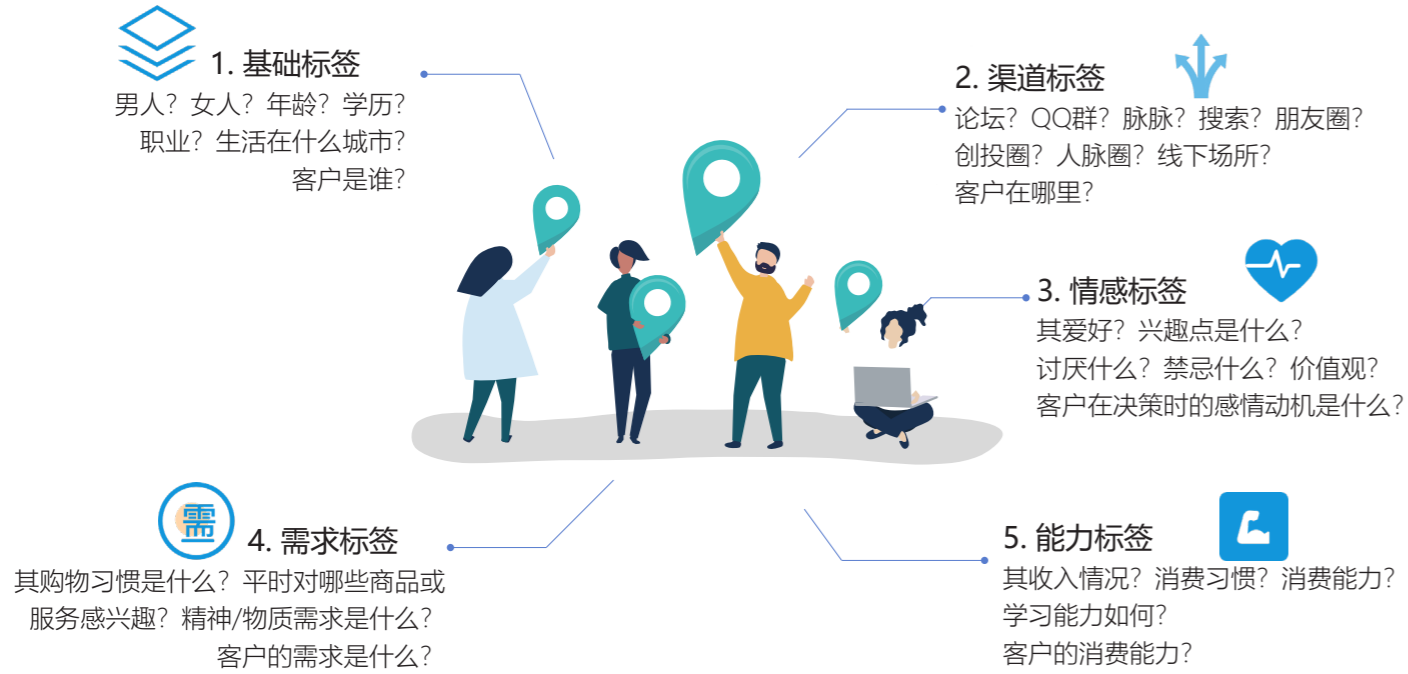 1. 基础标签
男人？女人？年龄？学历？
职业？生活在什么城市？
客户是谁？
2. 渠道标签
论坛？QQ群？脉脉？搜索？朋友圈？
创投圈？人脉圈？线下场所？
客户在哪里？
3. 情感标签
其爱好？兴趣点是什么？
讨厌什么？禁忌什么？价值观？
客户在决策时的感情动机是什么？
需
4. 需求标签
其购物习惯是什么？平时对哪些商品或
服务感兴趣？精神/物质需求是什么？
客户的需求是什么？
5. 能力标签
其收入情况？消费习惯？消费能力？
学习能力如何？
客户的消费能力？